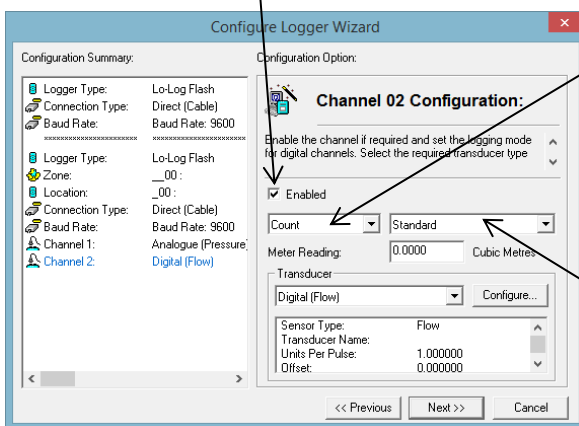 Configure Logger Wizard
Configuration Summary:
Logger Type: Lo-Log Flash
Connection Type: Direct (Cable)
Baud Rate: Baud Rate: 9600
Logger Type: Lo-Log Flash
Zone: __00 :
Location: _00 :
Connection Type: Direct (Cable)
Baud Rate: Baud Rate: 9600
Channel 1: Analogue (Pressure)
Channel 2: Digital (Flow)
Configuration Option:
Channel 02 Configuration:
Enable the channel if required and set the logging mode
for digital channels. Select the required transducer type
Enabled
Count Standard
Meter Reading: 0.0000 Cubic Metres
Transducer
Digital (Flow) Configure...
Sensor Type: Flow
Transducer Name:
Units Per Pulse: 1.000000
Offset: 0.000000
<< Previous Next >> Cancel